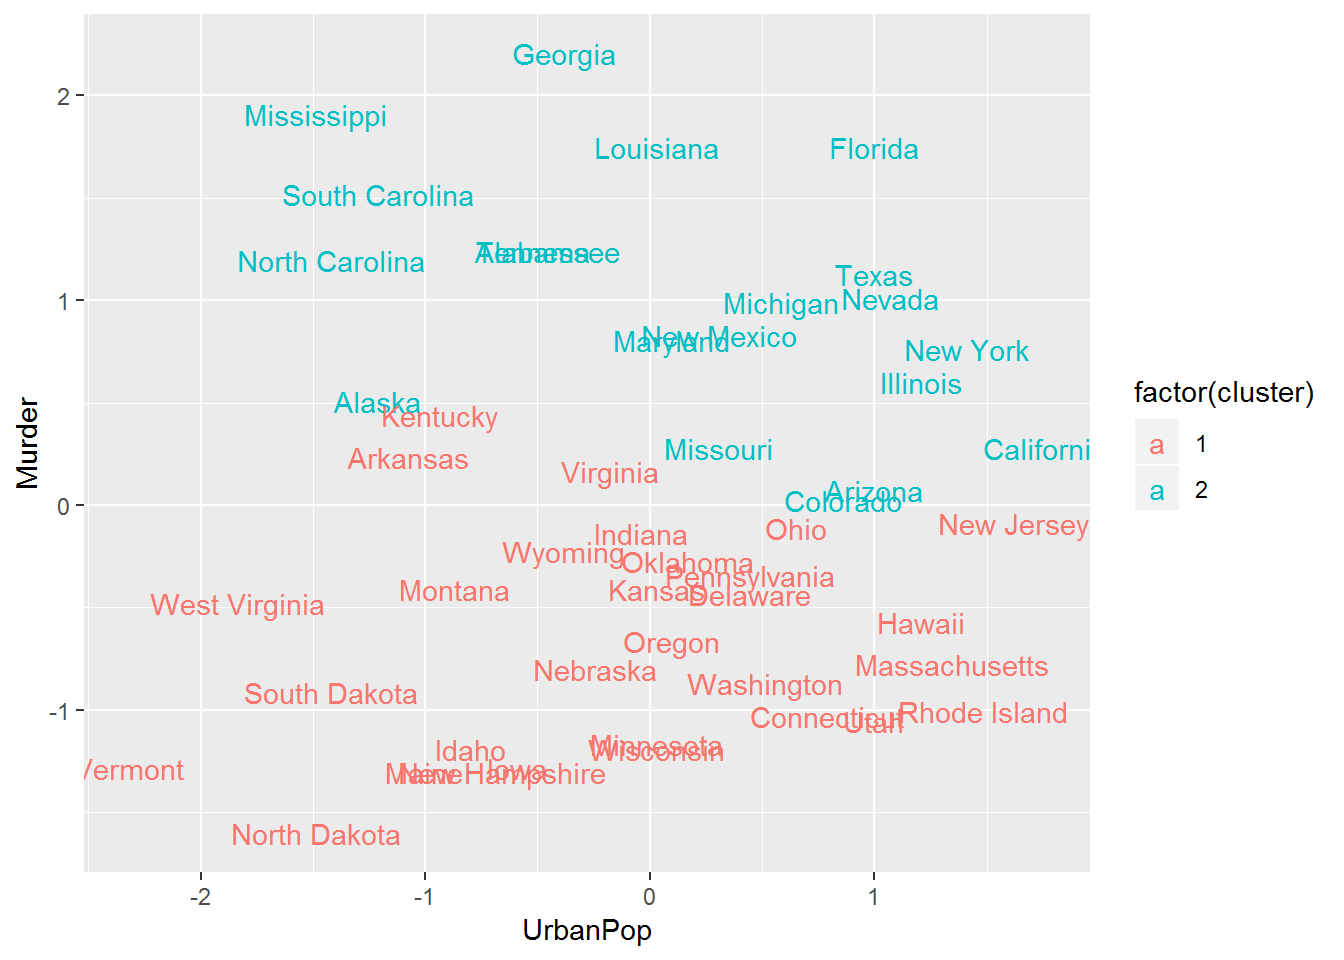 Georgia
2
Mississippi
Louisiana
Florida
South Carolina
Alabama
Tennessee
North Carolina
Texas
1
Michigan
Nevada
Maryland
New Mexico
New York
Illinois
factor(cluster)
Alaska
Kentucky
a 1
Murder
Arkansas
Virginia
Missouri
Californi
a 2
0
Arizona
Colorado
Ohio
New Jersey
Indiana
Wyoming
Oklahoma
Pennsylvania
Montana
Kansas
Delaware
West Virginia
Hawaii
Oregon
Nebraska
Massachusetts
South Dakota
Washington
-1
Connecticut
Utah
Rhode Island
Minnesota
Wisconsin
Idaho
Vermont
Maine
New Hampshire
Iowa
North Dakota
-2 -1 0 1
UrbanPop